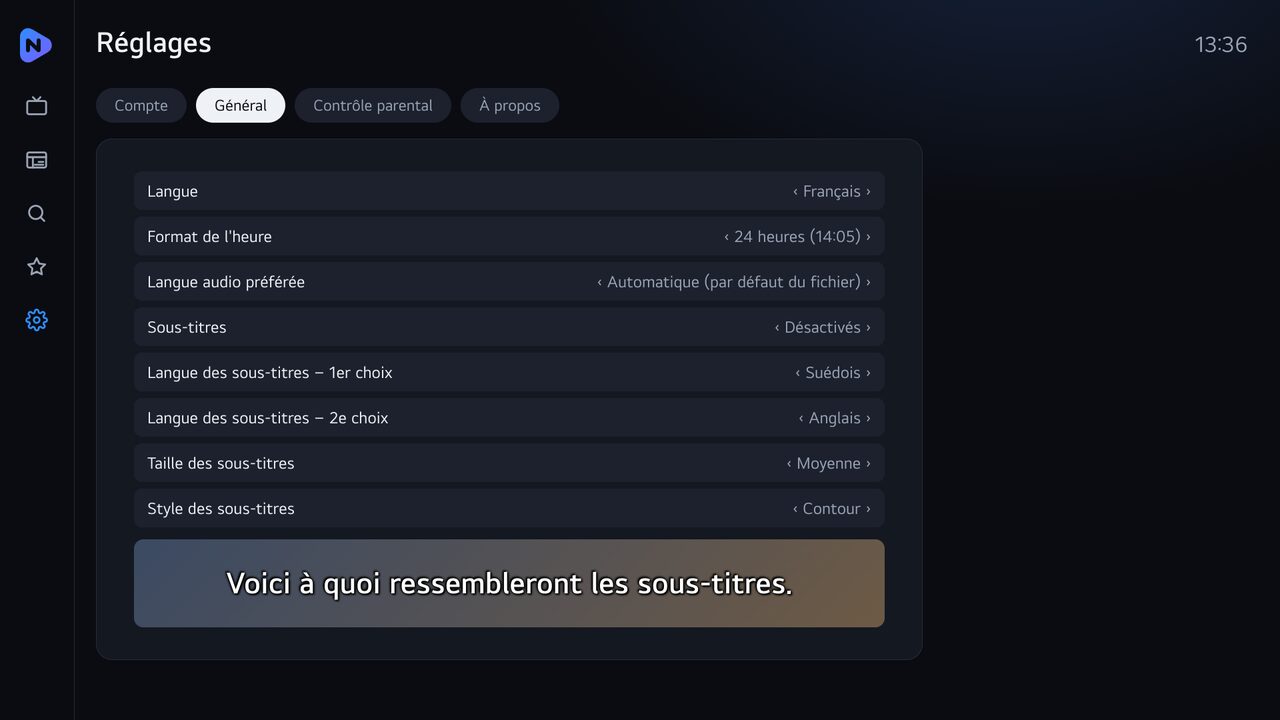 N
Réglages
13:36
Compte
Général
Contrôle parental
À propos
Langue
‹ Français ›
Format de l'heure
‹ 24 heures (14:05) ›
Langue audio préférée
‹ Automatique (par défaut du fichier) ›
Sous-titres
‹ Désactivés ›
Langue des sous-titres – 1er choix
‹ Suédois ›
Langue des sous-titres – 2e choix
‹ Anglais ›
Taille des sous-titres
‹ Moyenne ›
Style des sous-titres
‹ Contour ›
Voici à quoi ressembleront les sous-titres.